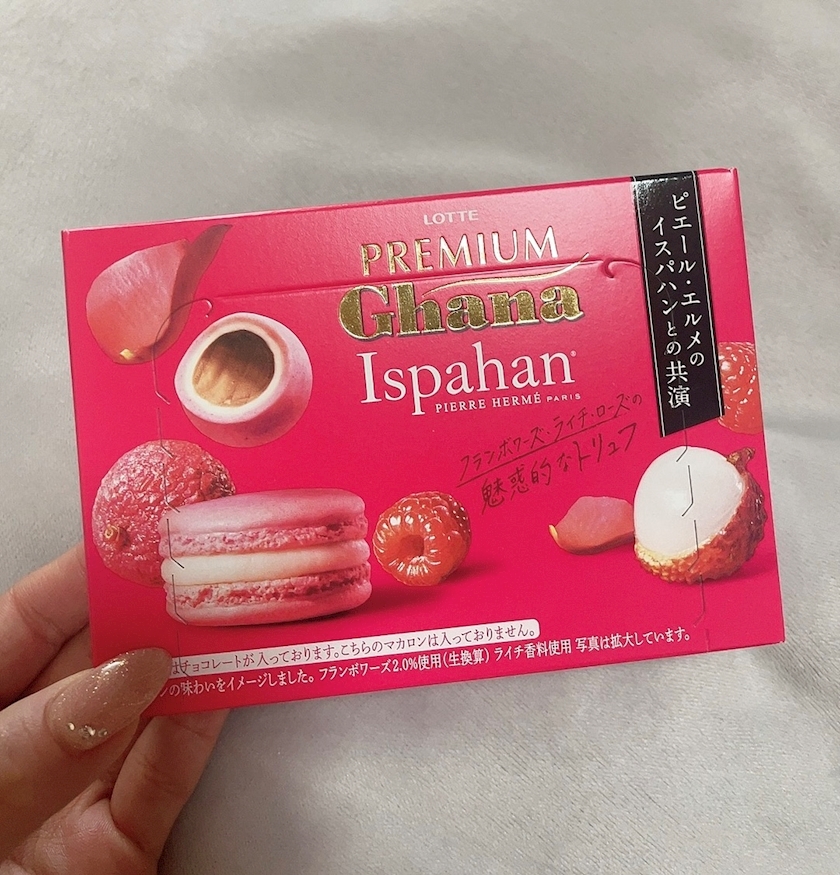 LOTTE
PREMIUM
Ghana
Ispahan
PIERRE HERMÉ PARIS
ピエール・エルメの
イスパハンとの共演
フランボワーズ、ライチ、ローズの
魅惑的なトリュフ
はチョコレートが入っております。こちらのマカロンは入っておりません。
ンの味わいをイメージしました。フランボワーズ2.0%使用(生換算) ライチ香料使用 写真は拡大しています。